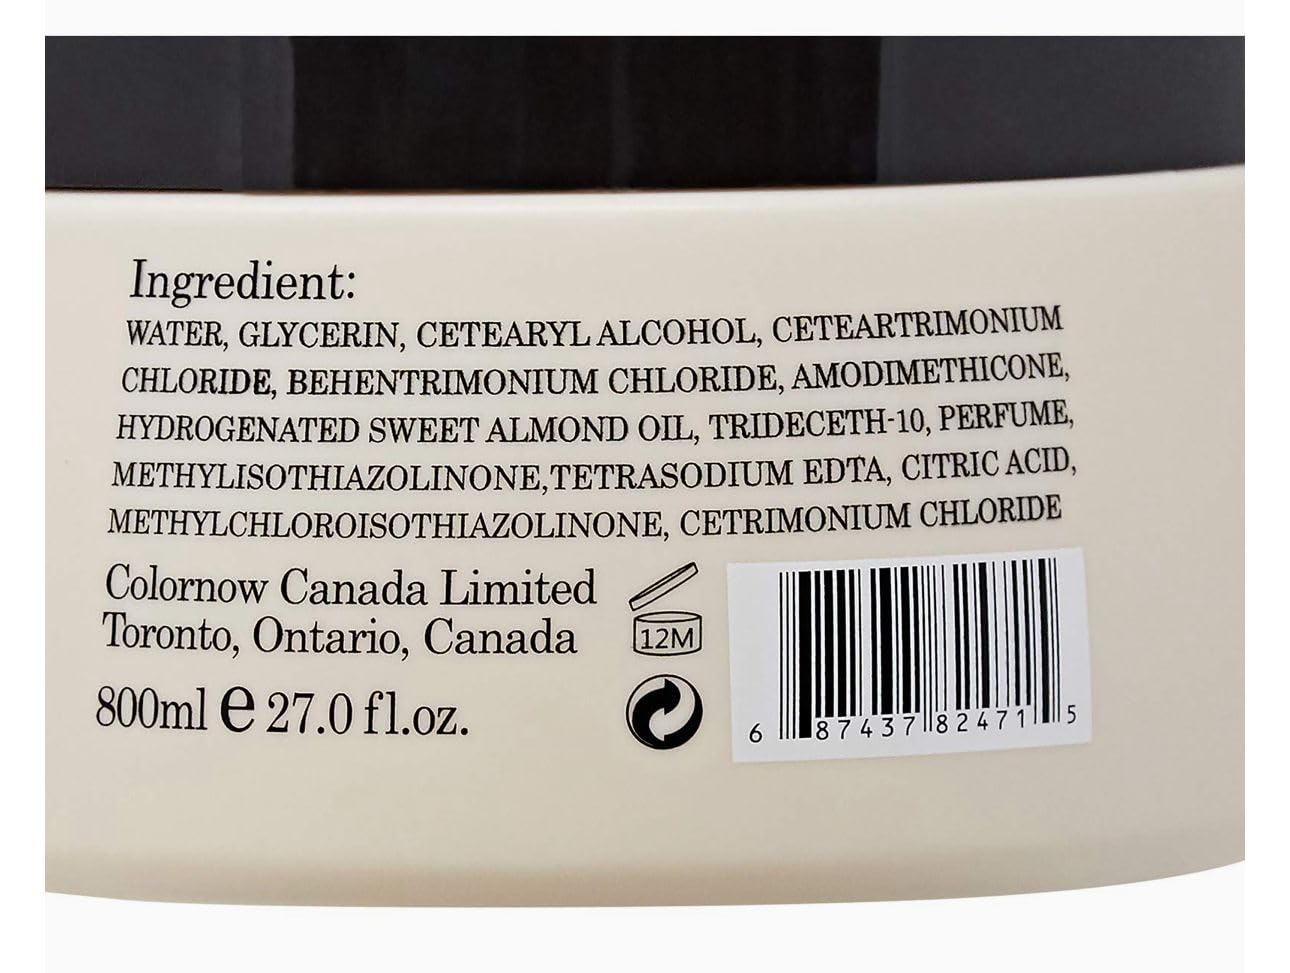 Ingredient:
WATER, GLYCERIN, CETEARYL ALCOHOL, CETEARTRIMONIUM
CHLORIDE, BEHENTRIMONIUM CHLORIDE, AMODIMETHICONE,
HYDROGENATED SWEET ALMOND OIL, TRIDECETH-10, PERFUME,
METHYLISOTHIAZOLINONE,TETRASODIUM EDTA, CITRIC ACID,
METHYLCHLOROISOTHIAZOLINONE, CETRIMONIUM CHLORIDE
Colornow Canada Limited
Toronto, Ontario, Canada
12M
800ml e 27.0 fl.oz.
6 87437 82471 5